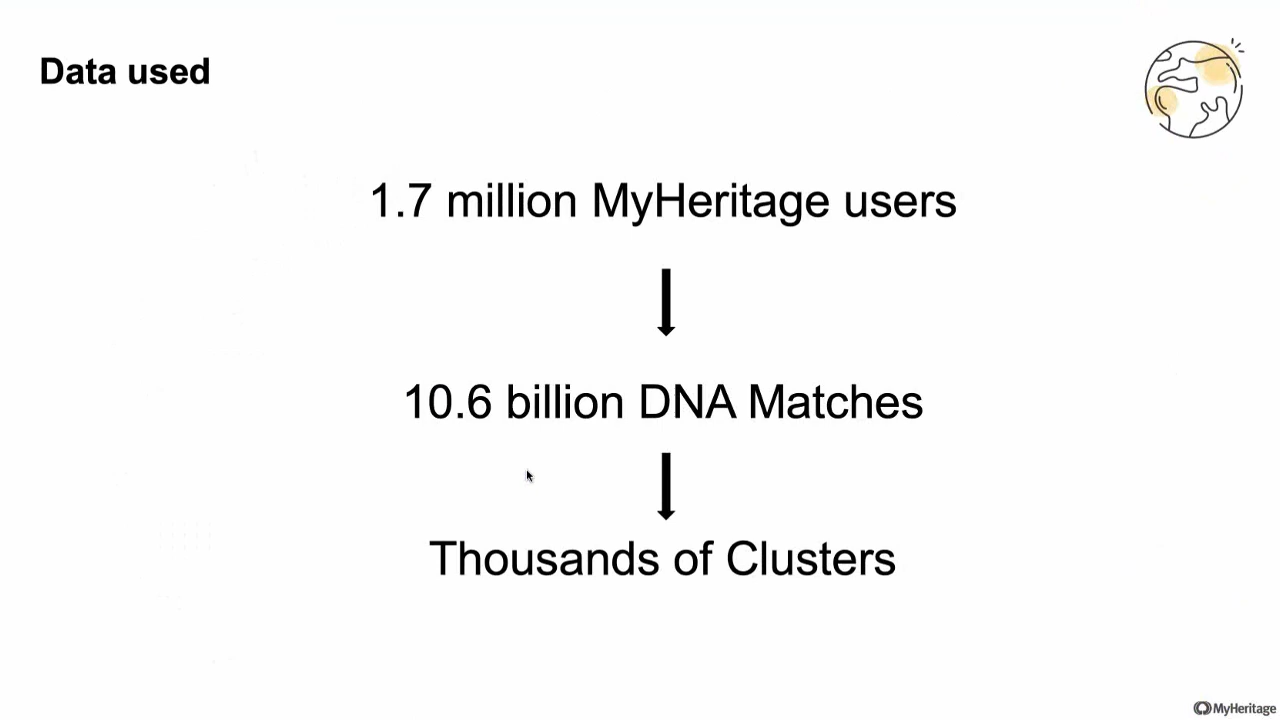 Data used
1.7 million MyHeritage users
10.6 billion DNA Matches
Thousands of Clusters
MyHeritage